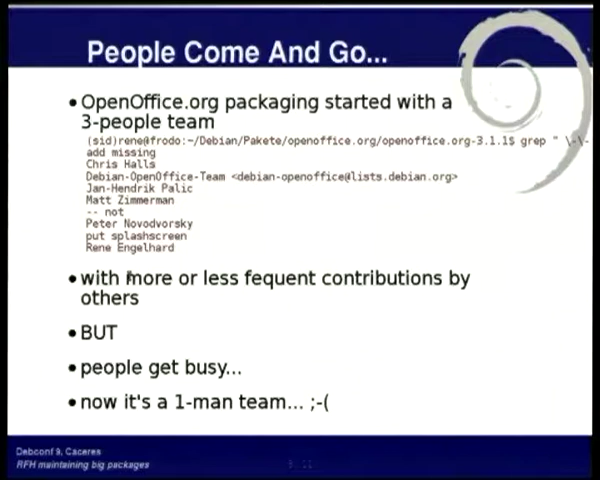 People Come And Go...
• OpenOffice.org packaging started with a
3-people team
(sid)rene@frodo:~/Debian/Pakete/openoffice.org/openoffice.org-3.1.1$ grep " \-\-
add missing
Chris Halls
Debian-OpenOffice-Team <debian-openoffice@lists.debian.org>
Jan-Hendrik Palic
Matt Zimmerman
-- not
Peter Novodvorsky
put splashscreen
Rene Engelhard
• with more or less fequent contributions by
others
• BUT
• people get busy...
• now it's a 1-man team... ;-(
Debconf 9, Caceres
RFH maintaining big packages